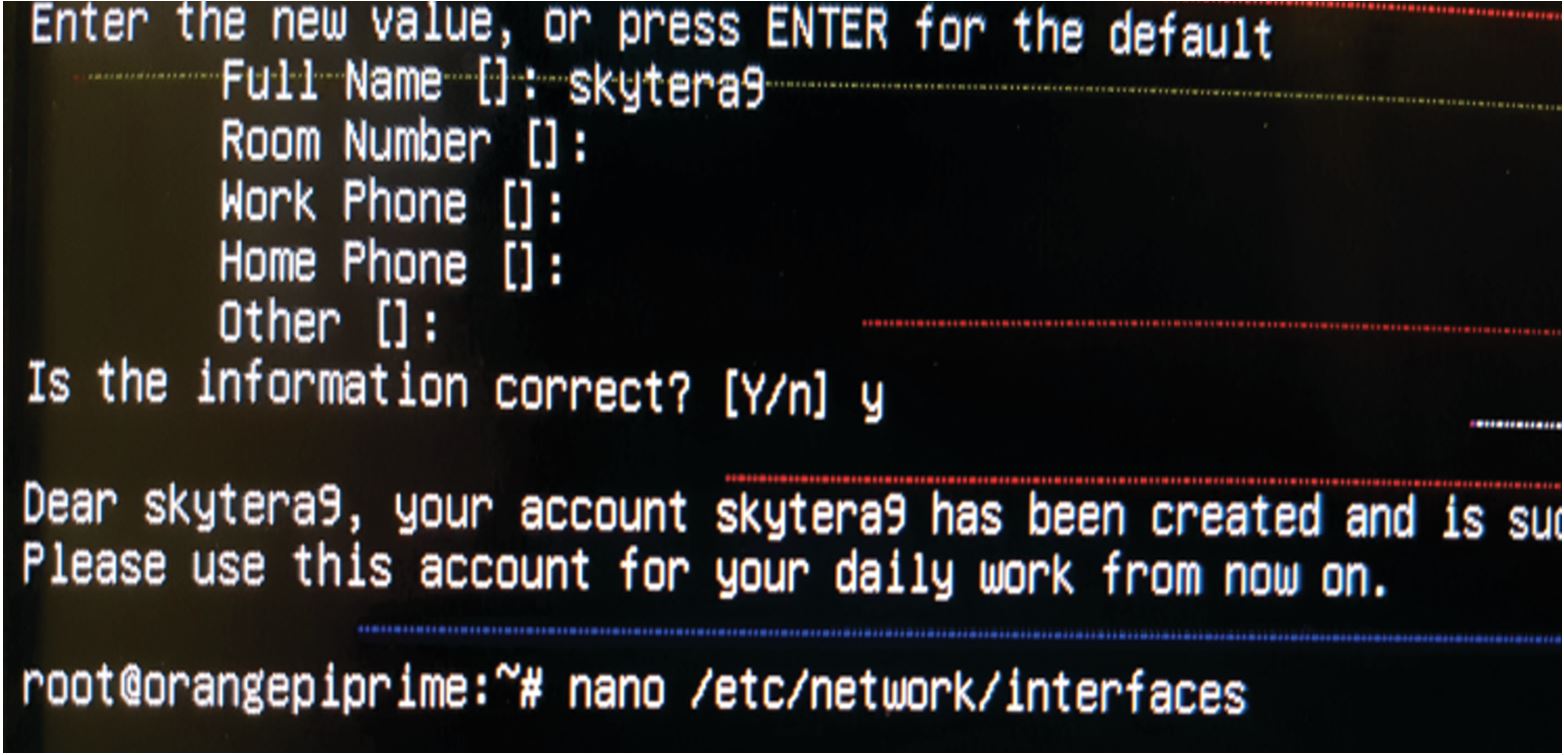 Enter the new value, or press ENTER for the default
Full Name []: skytera9
Room Number []:
Work Phone []:
Home Phone []:
Other []:
Is the information correct? [Y/n] y
Dear skytera9, your account skytera9 has been created and is
Please use this account for your daily work from now on.
root@orangepiprime:~# nano /etc/network/interfaces